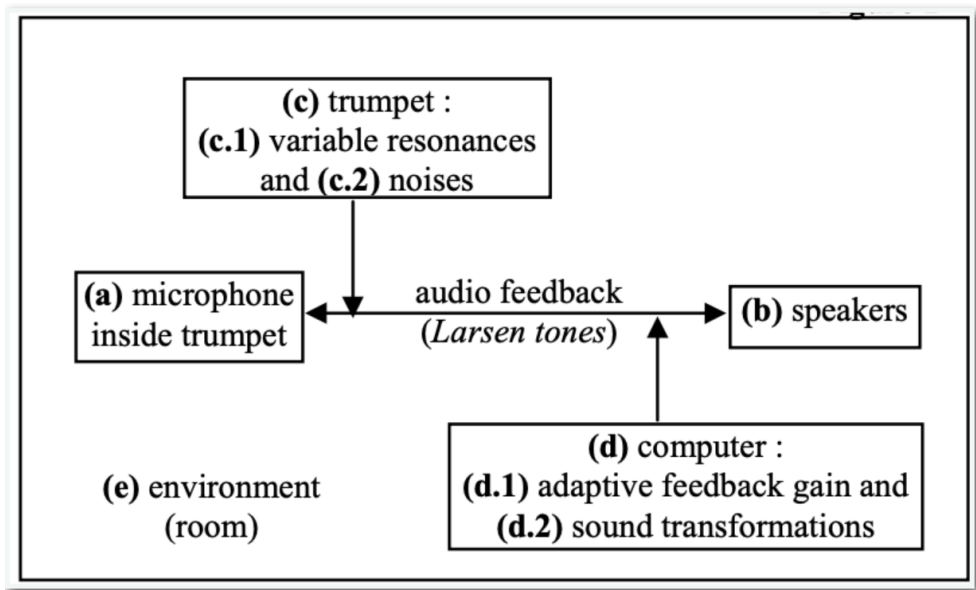 (c) trumpet :
(c.1) variable resonances
and (c.2) noises
(a) microphone
inside trumpet
audio feedback
(Larsen tones)
(b) speakers
(d) computer :
(d.1) adaptive feedback gain and
(d.2) sound transformations
(e) environment
(room)